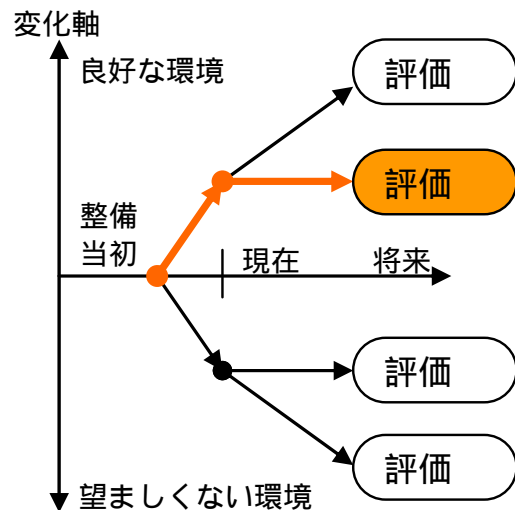 変化軸
良好な環境
評価
評価
整備
当初
現在
将来
評価
評価
望ましくない環境